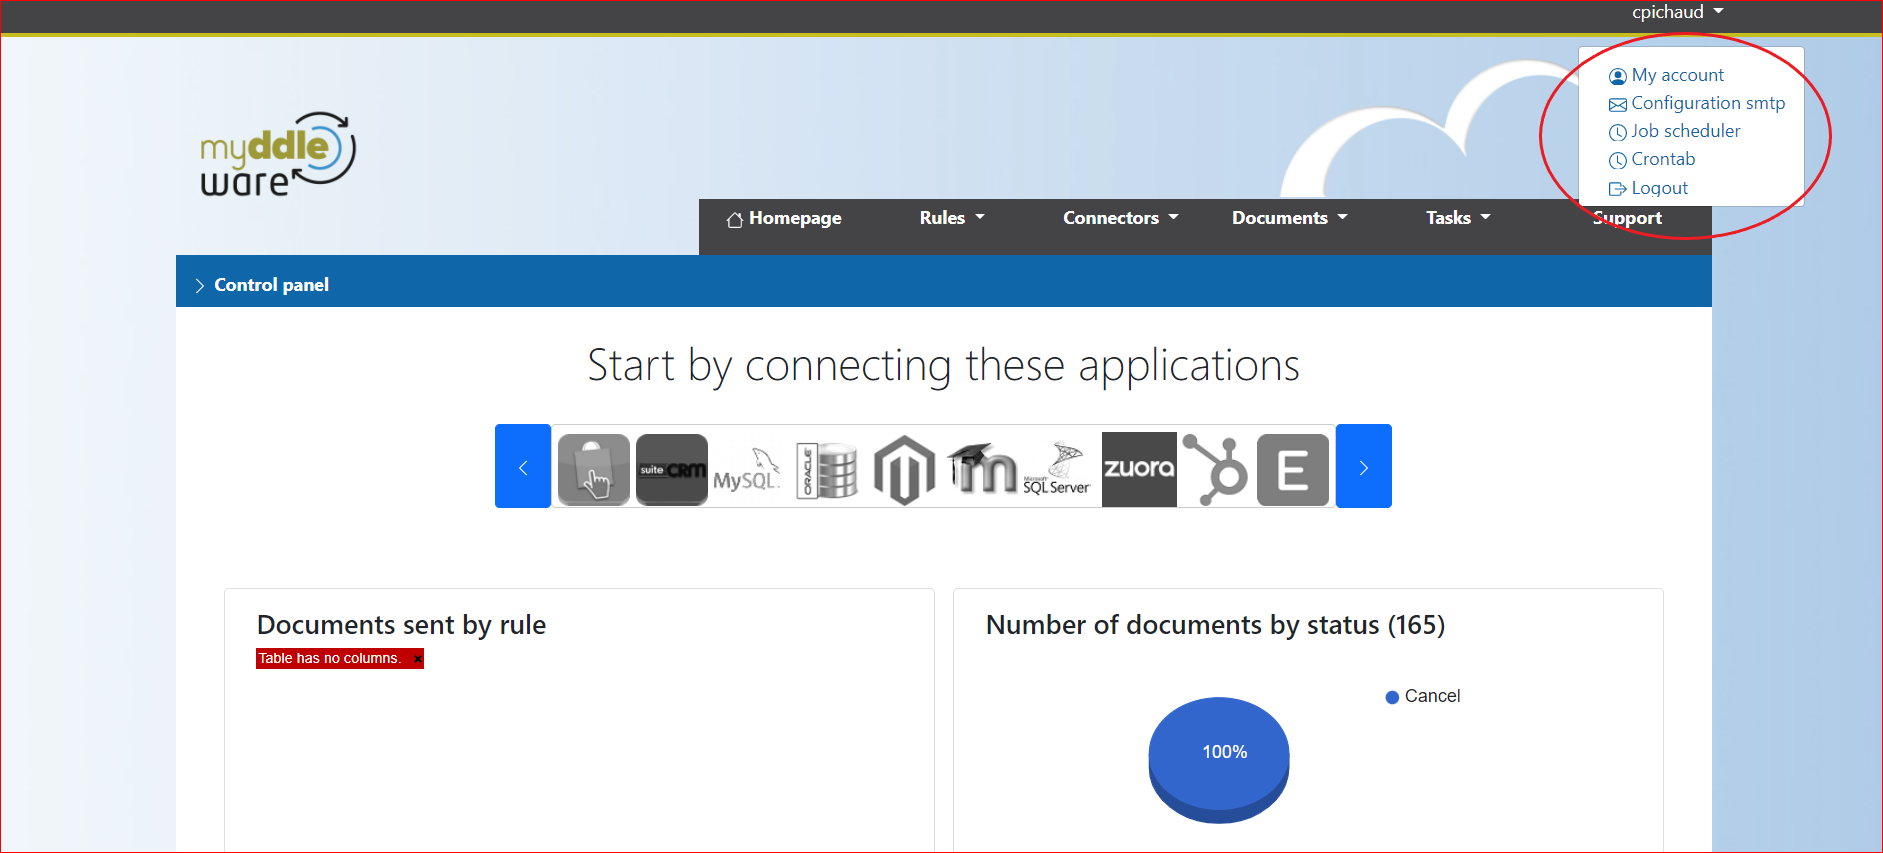 cpichaud
My account
Configuration smtp
Job scheduler
Crontab
Logout
myddle
ware
Homepage Rules Connectors Documents Tasks Support
Control panel
Start by connecting these applications
suiteCRM MySQL ORACLE m Microsoft SQL Server zuora E
Documents sent by rule
Table has no columns. ×
Number of documents by status (165)
Cancel
100%